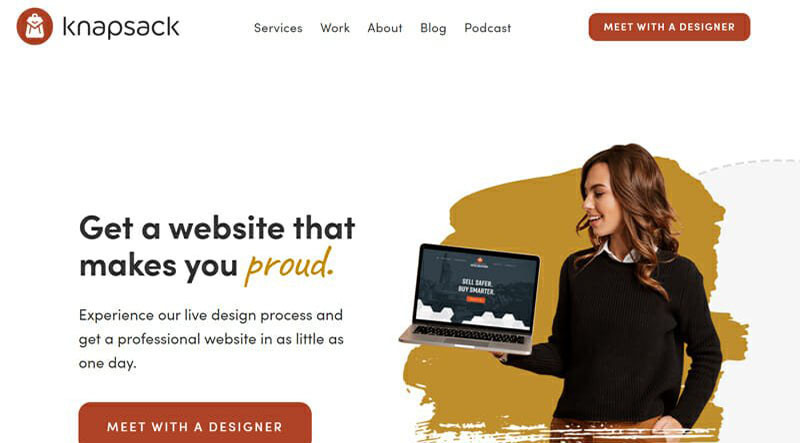 knapsack
Services Work About Blog Podcast
MEET WITH A DESIGNER
Get a website that
makes you proud.
Experience our live design process and
get a professional website in as little as
one day.
MEET WITH A DESIGNER
SELL SAFER.
BUY SMARTER.